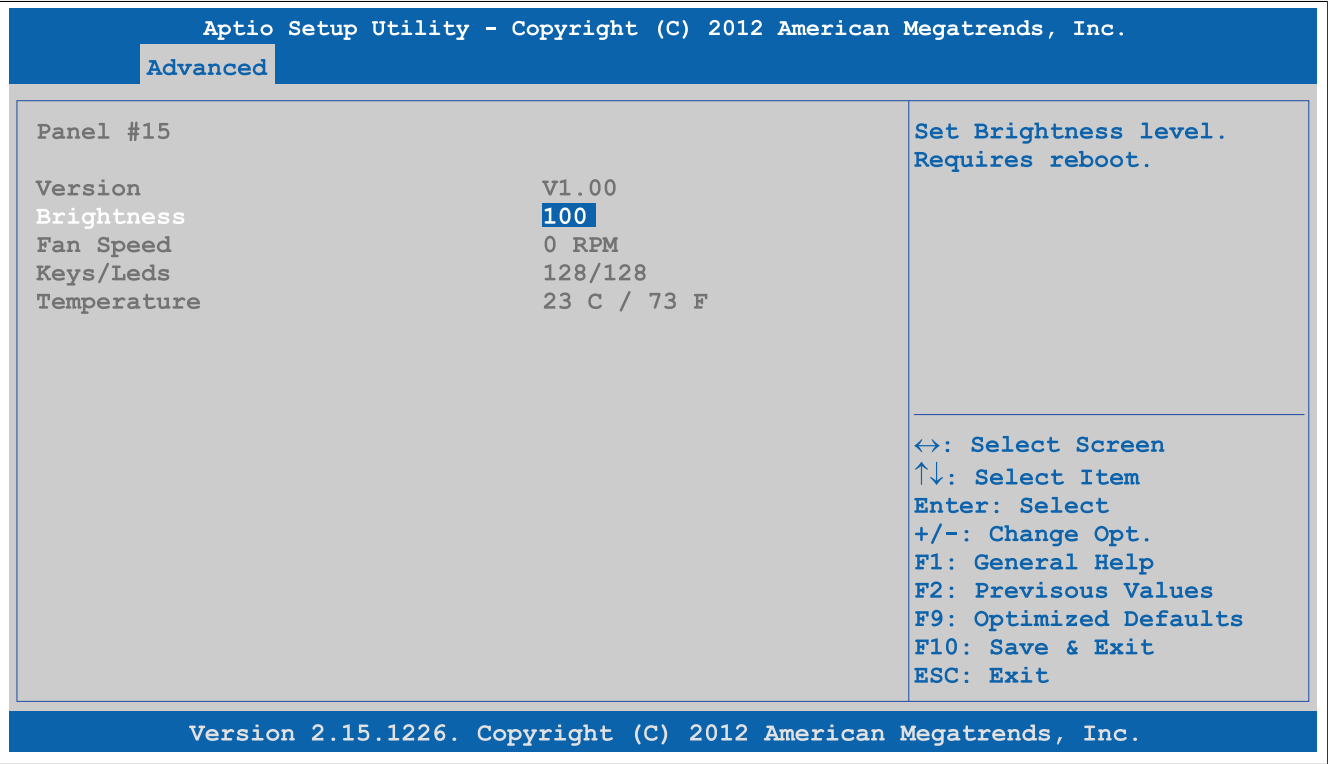 Aptio Setup Utility - Copyright (C) 2012 American Megatrends, Inc.
Advanced
Panel #15
Version V1.00
Brightness 100
Fan Speed 0 RPM
Keys/Leds 128/128
Temperature 23 C / 73 F
Set Brightness level.
Requires reboot.
↔: Select Screen
↑↓: Select Item
Enter: Select
+/-: Change Opt.
F1: General Help
F2: Previsous Values
F9: Optimized Defaults
F10: Save & Exit
ESC: Exit
Version 2.15.1226. Copyright (C) 2012 American Megatrends, Inc.